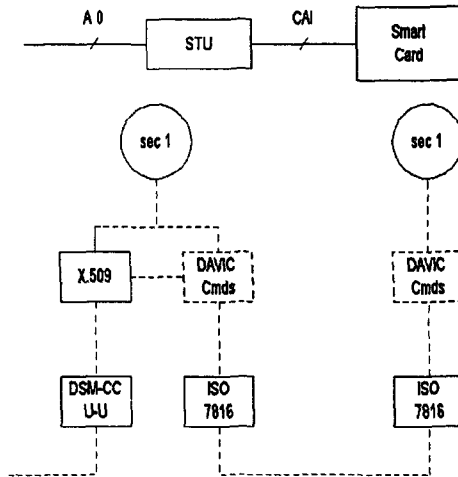 A0
CAI
STU
Smart
Card
sec 1
sec 1
X.509
DAVIC
Cmds
DAVIC
Cmds
DSM-CC
U-U
ISO
7816
ISO
7816